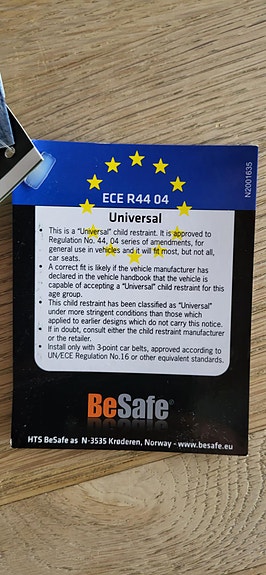 ECE R44 04
N2001635
Universal
• This is a "Universal" child restraint. It is approved to
Regulation No. 44, 04 series of amendments, for
general use in vehicles and it will fit most, but not all,
car seats.
• A correct fit is likely if the vehicle manufacturer has
declared in the vehicle handbook that the vehicle is
capable of accepting a "Universal" child restraint for this
age group.
• This child restraint has been classified as "Universal"
under more stringent conditions than those which
applied to earlier designs which do not carry this notice.
• If in doubt, consult either the child restraint manufacturer
or the retailer.
• Install only with 3-point car belts, approved according to
UN/ECE Regulation No.16 or other equivalent standards.
BeSafe®
HTS BeSafe as N-3535 Krøderen, Norway - www.besafe.eu